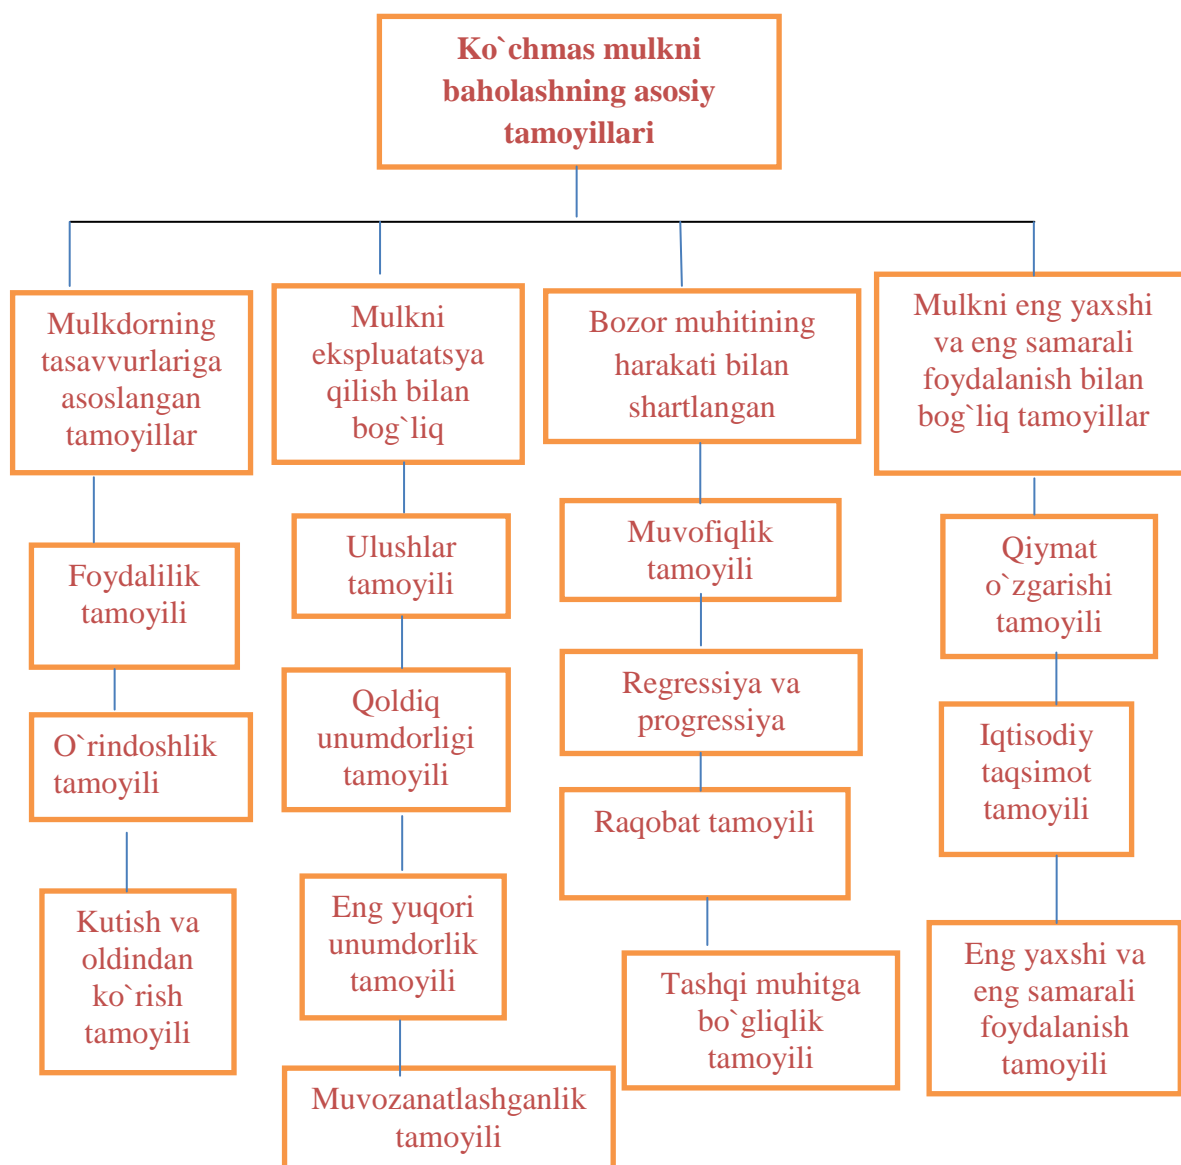 Ko`chmas mulkni
baholashning asosiy
tamoyillari
Mulkdorning
tasavvurlariga
asoslangan
tamoyillar
Foydalilik
tamoyili
O`rindoshlik
tamoyili
Kutish va
oldindan
ko`rish
tamoyili
Mulkni
ekspluatatsya
qilish bilan
bog`liq
Ulushlar
tamoyili
Qoldiq
unumdorligi
tamoyili
Eng yuqori
unumdorlik
tamoyili
Muvozanatlashganlik
tamoyili
Bozor muhitining
harakati bilan
shartlangan
Muvofiqlik
tamoyili
Regressiya va
progressiya
Raqobat tamoyili
Tashqi muhitga
bo`gliqlik
tamoyili
Mulkni eng yaxshi
va eng samarali
foydalanish bilan
bog`liq tamoyillar
Qiymat
o`zgarishi
tamoyili
Iqtisodiy
taqsimot
tamoyili
Eng yaxshi va
eng samarali
foydalanish
tamoyili